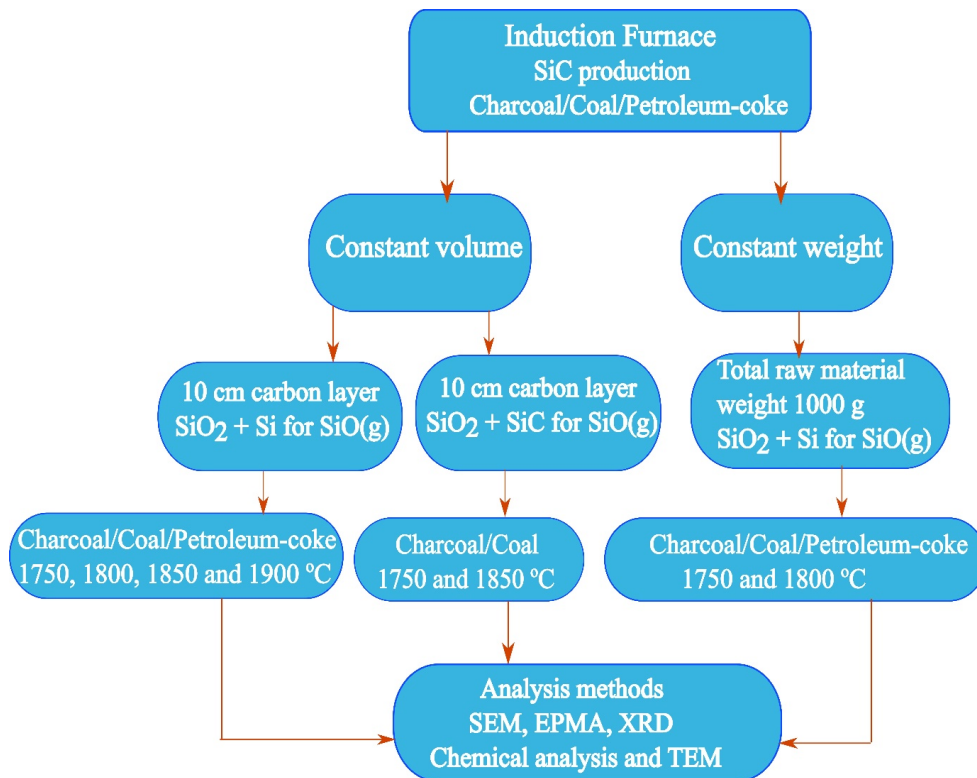 Induction Furnace
SiC production
Charcoal/Coal/Petroleum-coke
Constant volume
Constant weight
10 cm carbon layer
SiO2 + Si for SiO(g)
10 cm carbon layer
SiO2 + SiC for SiO(g)
Total raw material
weight 1000 g
SiO2 + Si for SiO(g)
Charcoal/Coal/Petroleum-coke
1750, 1800, 1850 and 1900 ºC
Charcoal/Coal
1750 and 1850 ºC
Charcoal/Coal/Petroleum-coke
1750 and 1800 ºC
Analysis methods
SEM, EPMA, XRD
Chemical analysis and TEM